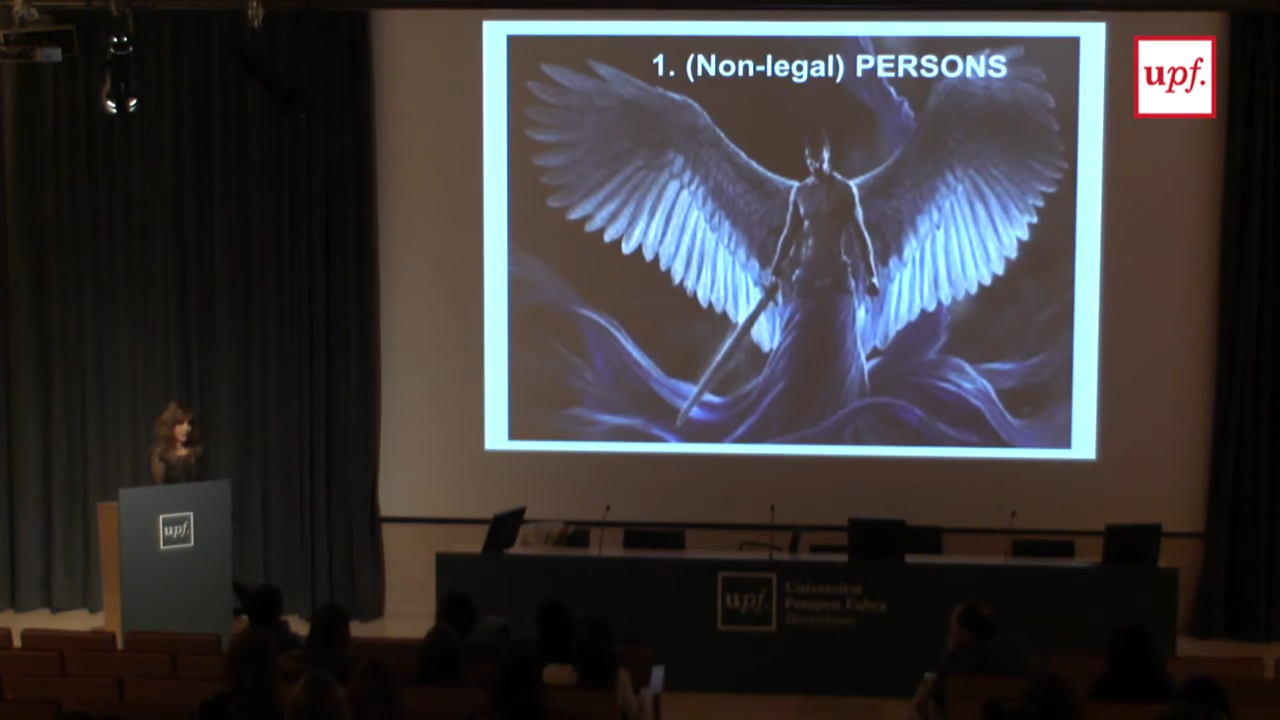 1. (Non-legal) PERSONS
upf.
upf.
upf.
Universitat
Pompeu Fabra
Barcelona